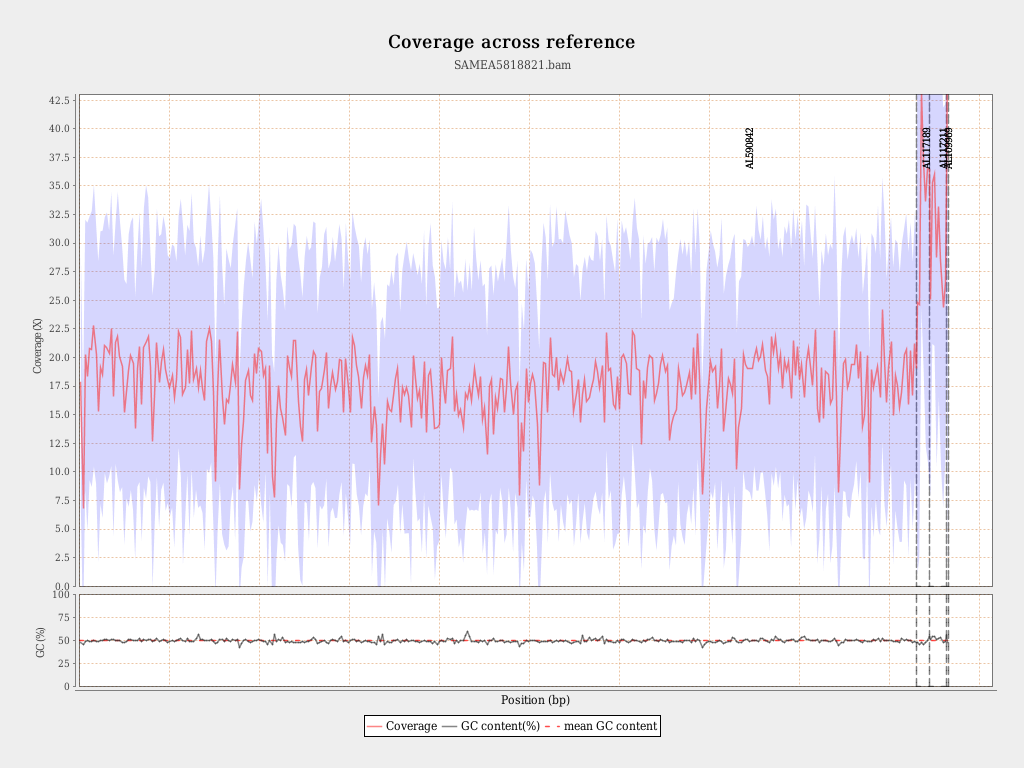 Coverage across reference
SAMEA5818821.bam
42.5
40.0
37.5
35.0
32.5
30.0
27.5
25.0
22.5
20.0
17.5
15.0
12.5
10.0
7.5
5.0
2.5
0.0
Coverage (X)
AL590842
AL117189
AL117211
AL109969
100
75
50
25
0
GC (%)
Position (bp)
Coverage GC content(%) mean GC content